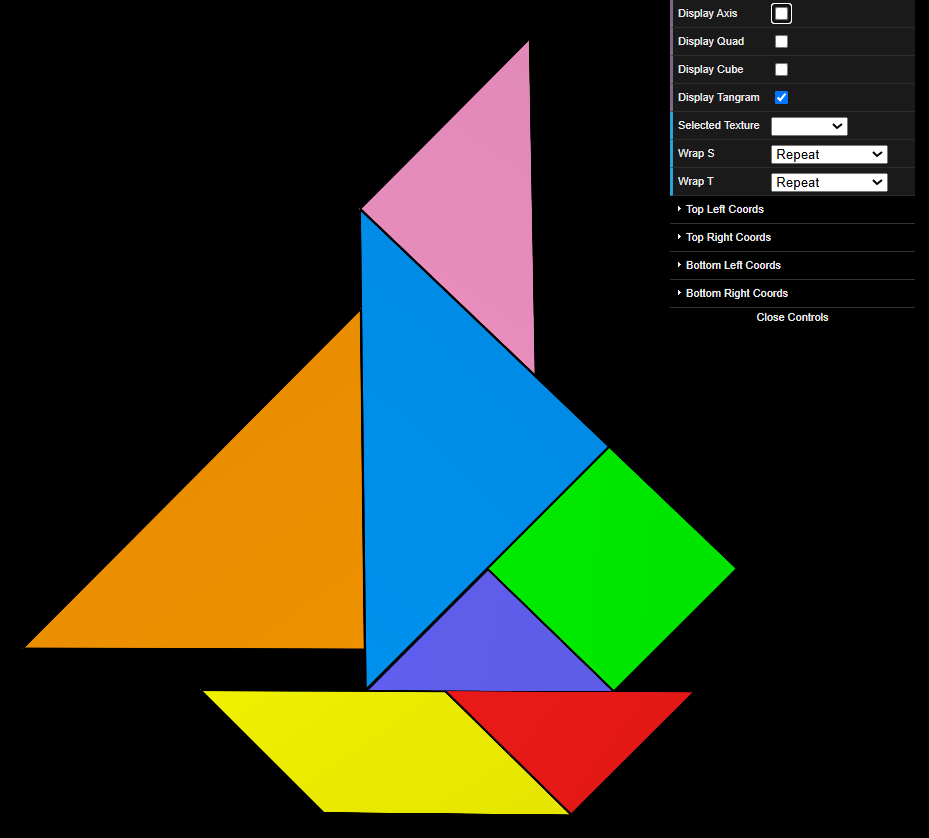 Display Axis
Display Quad
Display Cube
Display Tangram
Selected Texture
Wrap S Repeat
Wrap T Repeat
Top Left Coords
Top Right Coords
Bottom Left Coords
Bottom Right Coords
Close Controls